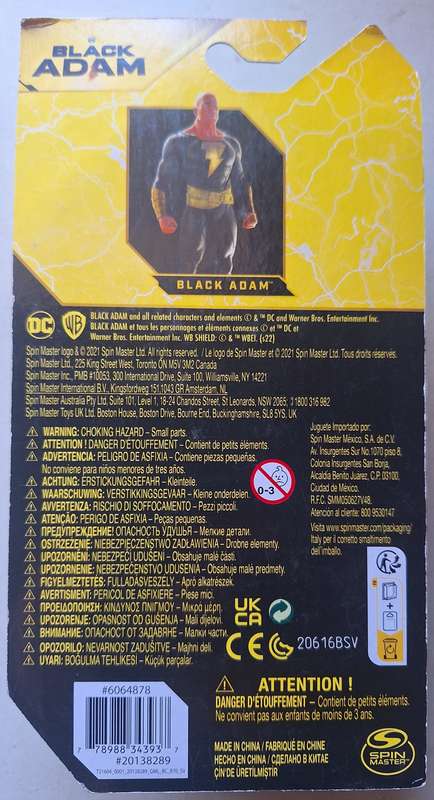 BLACK
ADAM
BLACK ADAM™
DC
WB
BLACK ADAM and all related characters and elements © & ™ DC and Warner Bros. Entertainment Inc.
BLACK ADAM et tous les personnages et éléments connexes © et ™ DC et
Warner Bros. Entertainment Inc. WB SHIELD: © & ™ WBEI. (s22)
Spin Master logo & © 2021 Spin Master Ltd. All rights reserved. / Le logo de Spin Master et © 2021 Spin Master Ltd. Tous droits réservés.
Spin Master Ltd., 225 King Street West, Toronto ON M5V 3M2 Canada
Spin Master Inc., PMB #10053, 300 International Drive, Suite 100, Williamsville, NY 14221
Spin Master International B.V., Kingsfordweg 1511043 GR Amsterdam, NL
Spin Master Australia Pty Ltd, Suite 101, Level 1, 18-24 Chandos Street, St Leonards, NSW 2065, 1800 316 982
Spin Master Toys UK Ltd, Boston House, Boston Drive, Bourne End, Buckinghamshire, SL8 5YS, UK
WARNING: CHOKING HAZARD – Small parts.
ATTENTION ! DANGER D'ÉTOUFFEMENT – Contient de petits éléments.
ADVERTENCIA: PELIGRO DE ASFIXIA – Contiene piezas pequeñas.
No conviene para niños menores de tres años.
ACHTUNG: ERSTICKUNGSGEFAHR – Kleinteile.
WAARSCHUWING: VERSTIKKINGSGEVAAR – Kleine onderdelen.
AVVERTENZA: RISCHIO DI SOFFOCAMENTO – Pezzi piccoli.
ATENÇÃO: PERIGO DE ASFIXIA – Peças pequenas.
ПРЕДУПРЕЖДЕНИЕ: ОПАСНОСТЬ УДУШЬЯ – Мелкие детали.
OSTRZEŻENIE: NIEBEZPIECZEŃSTWO ZADŁAWIENIA – Drobne elementy.
UPOZORNĚNÍ: NEBEZPEČÍ UDUŠENÍ – Obsahuje malé části.
UPOZORNENIE: NEBEZPEČENSTVO UDUSENIA – Obsahuje malé predmety.
FIGYELMEZTETÉS: FULLADÁSVESZÉLY – Apró alkatrészek.
AVERTISMENT: PERICOL DE ASFIXIERE – Piese mici.
ΠΡΟΕΙΔΟΠΟΙΗΣΗ: ΚΙΝΔΥΝΟΣ ΠΝΙΓΜΟΥ – Μικρά μέρη.
UPOZORENJE: OPASNOST OD GUŠENJA – Mali dijelovi.
ВНИМАНИЕ: ОПАСНОСТ ОТ ЗАДАВЯНЕ – Малки части.
OPOZORILO: NEVARNOST ZADUŠITVE – Majhni deli.
UYARI: BOĞULMA TEHLİKESİ – Küçük parçalar.
0-3
Juguete Importado por:
Spin Master México, S.A. de C.V.
Av. Insurgentes Sur No.1070 piso 8,
Colonia Insurgentes San Borja,
Alcaldía Benito Juárez, C.P. 03100,
Ciudad de México.
R.F.C. SMM050627V48.
Atención al cliente: 800 9530147
Visita www.spinmaster.com/packaging/
Italy per il corretto smaltimento
dell'imballo.
UK
CA
CE
20616BSV
ATTENTION !
DANGER D'ÉTOUFFEMENT – Contient de petits éléments.
Ne convient pas aux enfants de moins de 3 ans.
#6064878
7 78988 34393 7
#20138289
MADE IN CHINA / FABRIQUÉ EN CHINE
HECHO EN CHINA / СДЕЛАНО В КИТАЕ
ÇİN'DE ÜRETİLMİŞTİR
SPIN
MASTER™